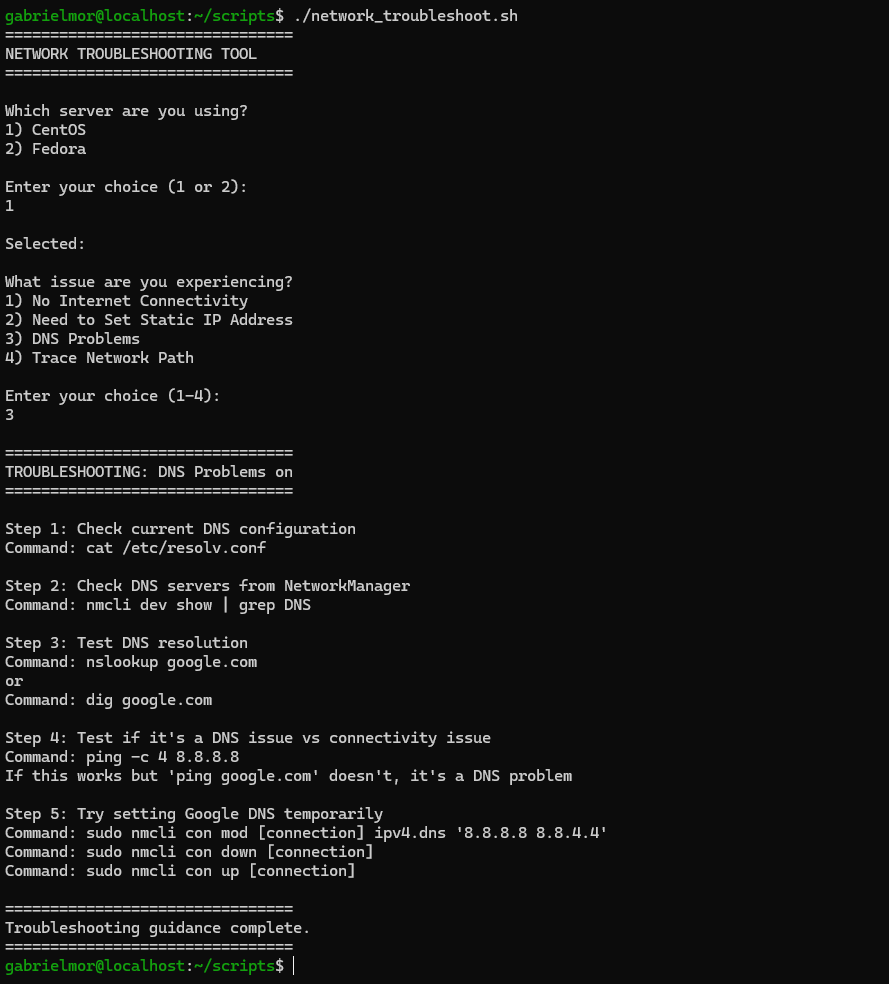 gabrielmor@localhost:~/scripts$ ./network_troubleshoot.sh
================================
NETWORK TROUBLESHOOTING TOOL
================================
Which server are you using?
1) CentOS
2) Fedora
Enter your choice (1 or 2):
1
Selected:
What issue are you experiencing?
1) No Internet Connectivity
2) Need to Set Static IP Address
3) DNS Problems
4) Trace Network Path
Enter your choice (1-4):
3
================================
TROUBLESHOOTING: DNS Problems on
================================
Step 1: Check current DNS configuration
Command: cat /etc/resolv.conf
Step 2: Check DNS servers from NetworkManager
Command: nmcli dev show | grep DNS
Step 3: Test DNS resolution
Command: nslookup google.com
or
Command: dig google.com
Step 4: Test if it's a DNS issue vs connectivity issue
Command: ping -c 4 8.8.8.8
If this works but 'ping google.com' doesn't, it's a DNS problem
Step 5: Try setting Google DNS temporarily
Command: sudo nmcli con mod [connection] ipv4.dns '8.8.8.8 8.8.4.4'
Command: sudo nmcli con down [connection]
Command: sudo nmcli con up [connection]
================================
Troubleshooting guidance complete.
================================
gabrielmor@localhost:~/scripts$